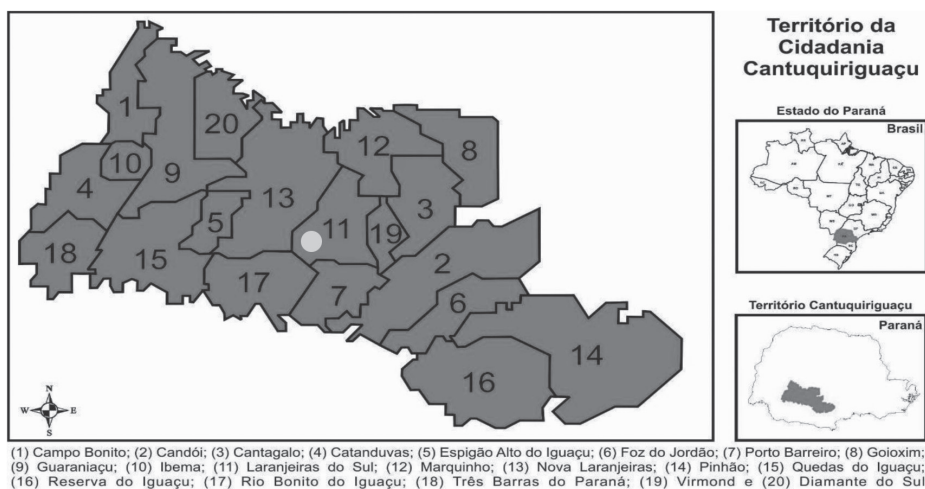 Território da
Cidadania
Cantuquiriguaçu
Estado do Paraná
Brasil
Território Cantuquiriguaçu
Paraná
1
20
12
8
10
9
4
13
3
5
11
19
18
15
2
17
7
6
14
16
N
W
E
S
(1) Campo Bonito; (2) Candói; (3) Cantagalo; (4) Catanduvas; (5) Espigão Alto do Iguaçu; (6) Foz do Jordão; (7) Porto Barreiro; (8) Goioxim;
(9) Guaraniaçu; (10) Ibema; (11) Laranjeiras do Sul; (12) Marquinho; (13) Nova Laranjeiras; (14) Pinhão; (15) Quedas do Iguaçu;
(16) Reserva do Iguaçu; (17) Rio Bonito do Iguaçu; (18) Três Barras do Paraná; (19) Virmond e (20) Diamante do Sul